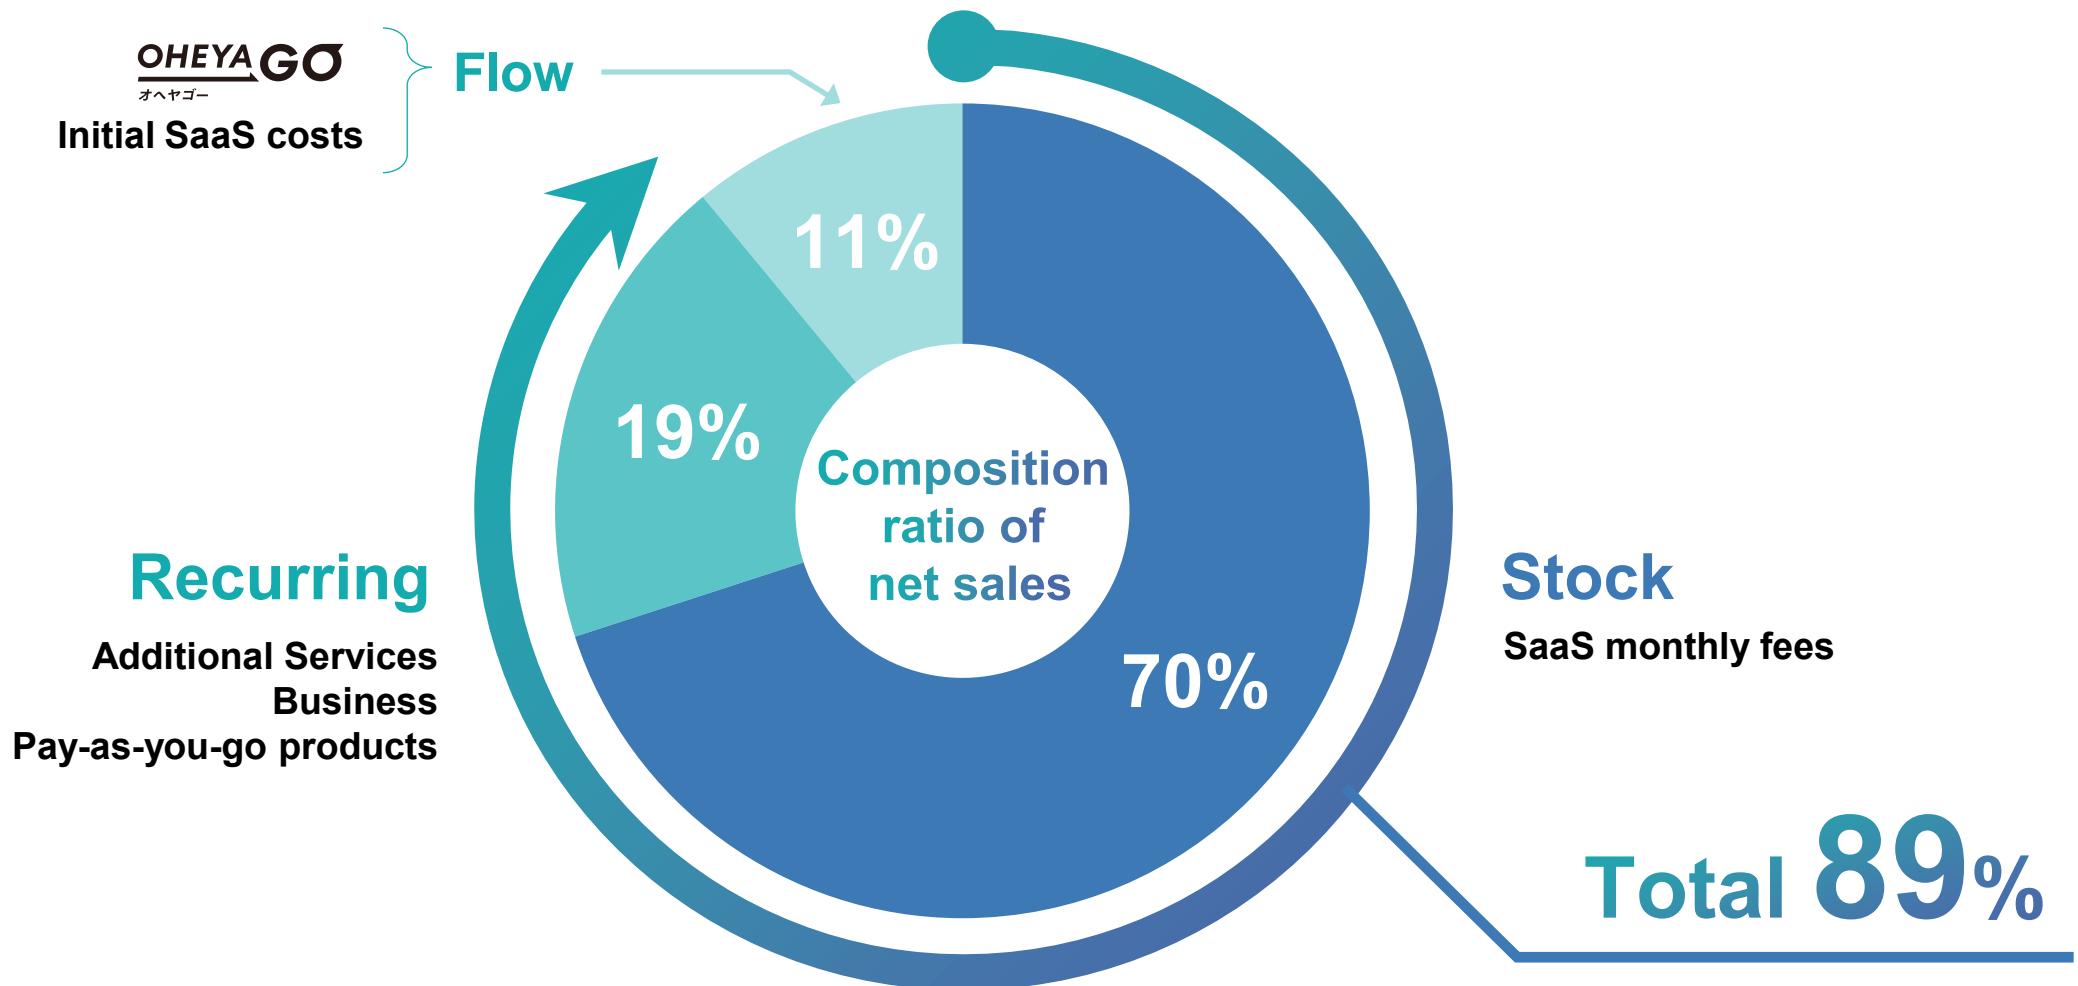 OHEYAGO
オヘヤゴー
Initial SaaS costs
Flow
11%
19%
70%
Composition
ratio of
net sales
Recurring
Additional Services
Business
Pay-as-you-go products
Stock
SaaS monthly fees
Total 89%